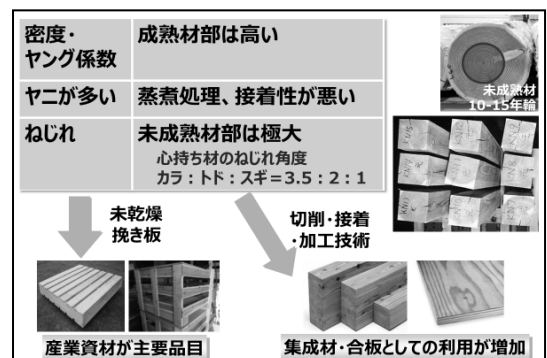 密度・
ヤング係数
成熟材部は高い
ヤニが多い
蒸煮処理、接着性が悪い
ねじれ
未成熟材部は極大
心持ち材のねじれ角度
カラ：トド：スギ＝3.5：2：1
未成熟材
10-15年輪
未乾燥
挽き板
切削・接着
・加工技術
産業資材が主要品目
集成材・合板としての利用が増加